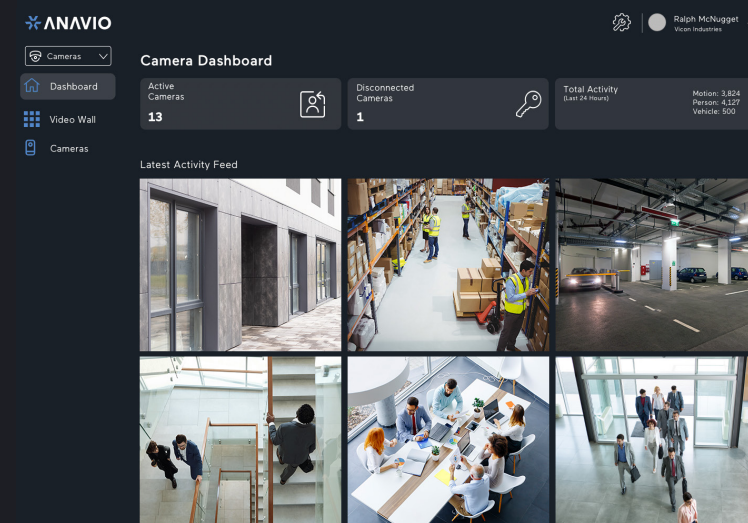 ANAVIO
Ralph McNugget
Vicon Industries
Cameras
Camera Dashboard
Dashboard
Video Wall
Cameras
Active
Cameras
13
Disconnected
Cameras
1
Total Activity
(Last 24 Hours)
Motion: 3,824
Person: 4,127
Vehicle: 500
Latest Activity Feed